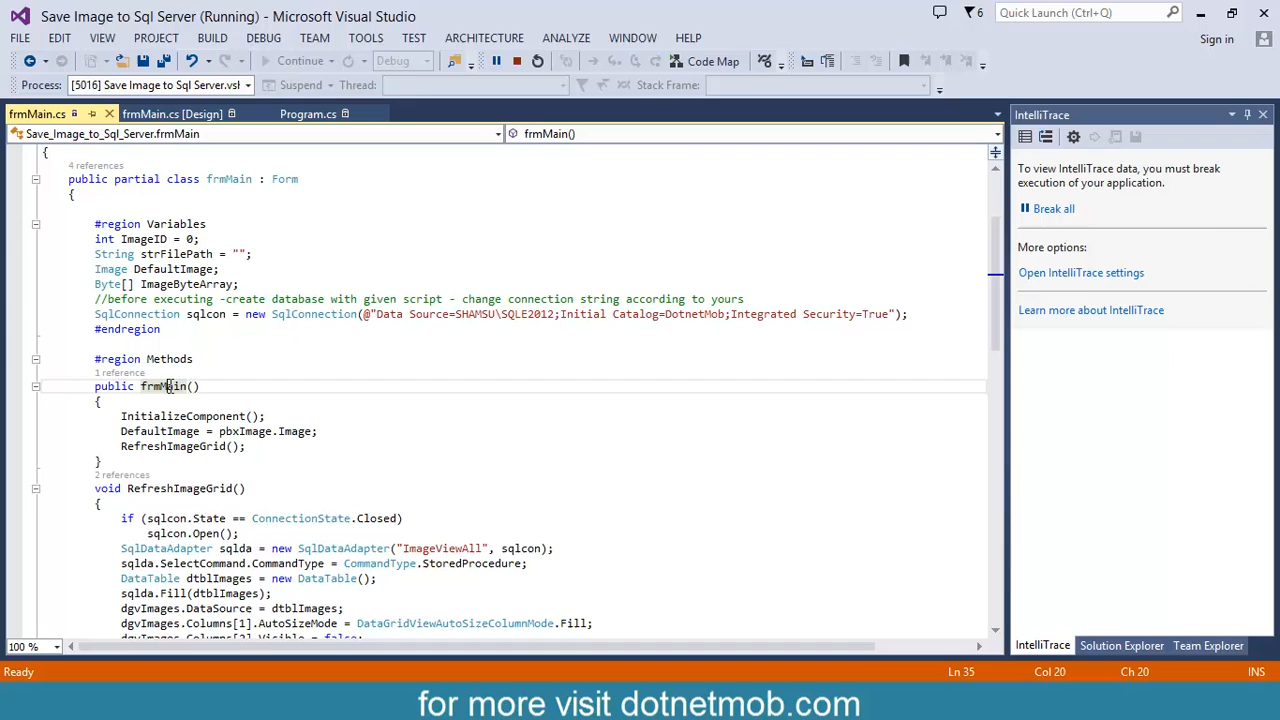 Save Image to Sql Server (Running) - Microsoft Visual Studio
6
Quick Launch (Ctrl+Q)
FILE EDIT VIEW PROJECT BUILD DEBUG TEAM TOOLS TEST ARCHITECTURE ANALYZE WINDOW HELP
Sign in
Continue Debug Code Map
Process: [5016] Save Image to Sql Server.vsl Suspend Thread: Stack Frame:
frmMain.cs frmMain.cs [Design] Program.cs
Save_Image_to_Sql_Server.frmMain frmMain()
{
4 references
public partial class frmMain : Form
{
#region Variables
int ImageID = 0;
String strFilePath = "";
Image DefaultImage;
Byte[] ImageByteArray;
//before executing -create database with given script - change connection string according to yours
SqlConnection sqlcon = new SqlConnection(@"Data Source=SHAMSU\SQLE2012;Initial Catalog=DotnetMob;Integrated Security=True");
#endregion
#region Methods
1 reference
public frmMain()
{
InitializeComponent();
DefaultImage = pbxImage.Image;
RefreshImageGrid();
}
2 references
void RefreshImageGrid()
{
if (sqlcon.State == ConnectionState.Closed)
sqlcon.Open();
SqlDataAdapter sqlda = new SqlDataAdapter("ImageViewAll", sqlcon);
sqlda.SelectCommand.CommandType = CommandType.StoredProcedure;
DataTable dtblImages = new DataTable();
sqlda.Fill(dtblImages);
dgvImages.DataSource = dtblImages;
dgvImages.Columns[1].AutoSizeMode = DataGridViewAutoSizeColumnMode.Fill;
100 %
IntelliTrace
To view IntelliTrace data, you must break
execution of your application.
Break all
More options:
Open IntelliTrace settings
Learn more about IntelliTrace
IntelliTrace Solution Explorer Team Explorer
Ready Ln 35 Col 20 Ch 20 INS
for more visit dotnetmob.com